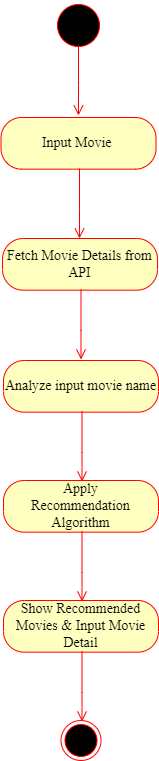 Input Movie
Fetch Movie Details from
API
Analyze input movie name
Apply
Recommendation
Algorithm
Show Recommended
Movies & Input Movie
Detail